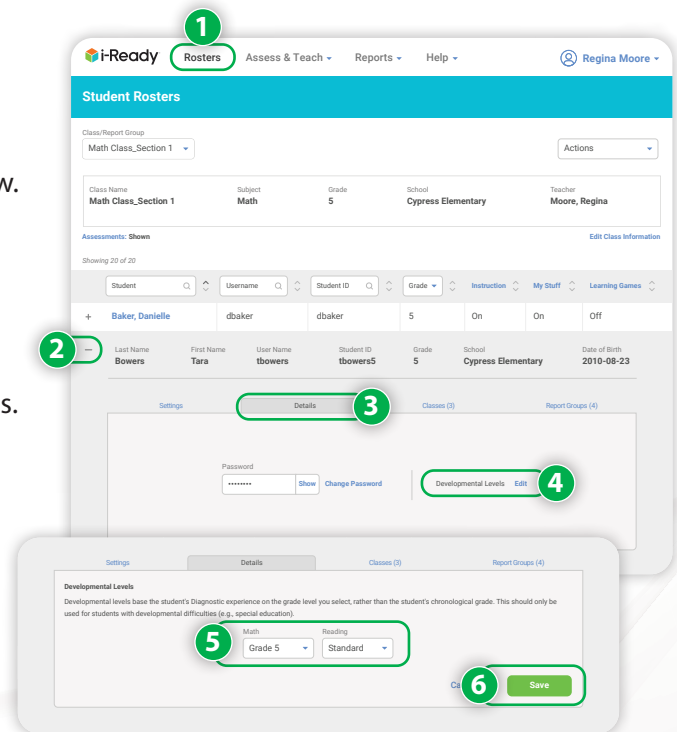 1
i-Ready Rosters Assess & Teach Reports Help Regina Moore
Student Rosters
Class/Report Group
Math Class_Section 1 Actions
w.
Class Name Subject Grade School Teacher
Math Class_Section 1 Math 5 Cypress Elementary Moore, Regina
Assessments: Shown Edit Class Information
Showing 20 of 20
Student Username Student ID Grade Instruction My Stuff Learning Games
+ Baker, Danielle dbaker dbaker 5 On On Off
2 – Last Name First Name User Name Student ID Grade School Date of Birth
Bowers Tara tbowers tbowers5 5 Cypress Elementary 2010-08-23
s.
Settings Details 3 Classes (3) Report Groups (4)
Password
•••••••• Show Change Password Developmental Levels Edit 4
Settings Details Classes (3) Report Groups (4)
Developmental Levels
Developmental levels base the student's Diagnostic experience on the grade level you select, rather than the student's chronological grade. This should only be
used for students with developmental difficulties (e.g., special education).
Math Reading
5 Grade 5 Standard
Ca 6 Save